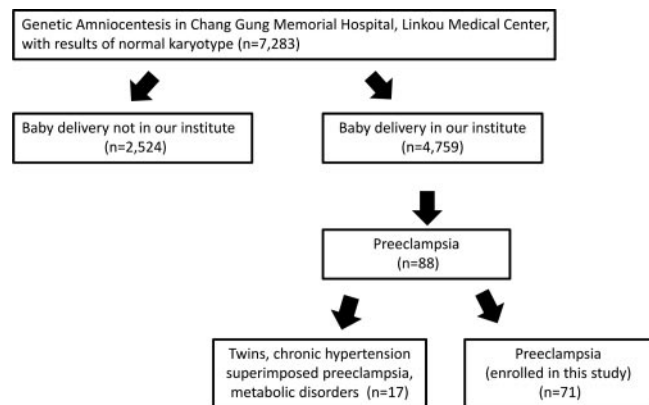 Genetic Amniocentesis in Chang Gung Memorial Hospital, Linkou Medical Center,
with results of normal karyotype (n=7,283)
Baby delivery not in our institute
(n=2,524)
Baby delivery in our institute
(n=4,759)
Preeclampsia
(n=88)
Twins, chronic hypertension
superimposed preeclampsia,
metabolic disorders (n=17)
Preeclampsia
(enrolled in this study)
n=71)